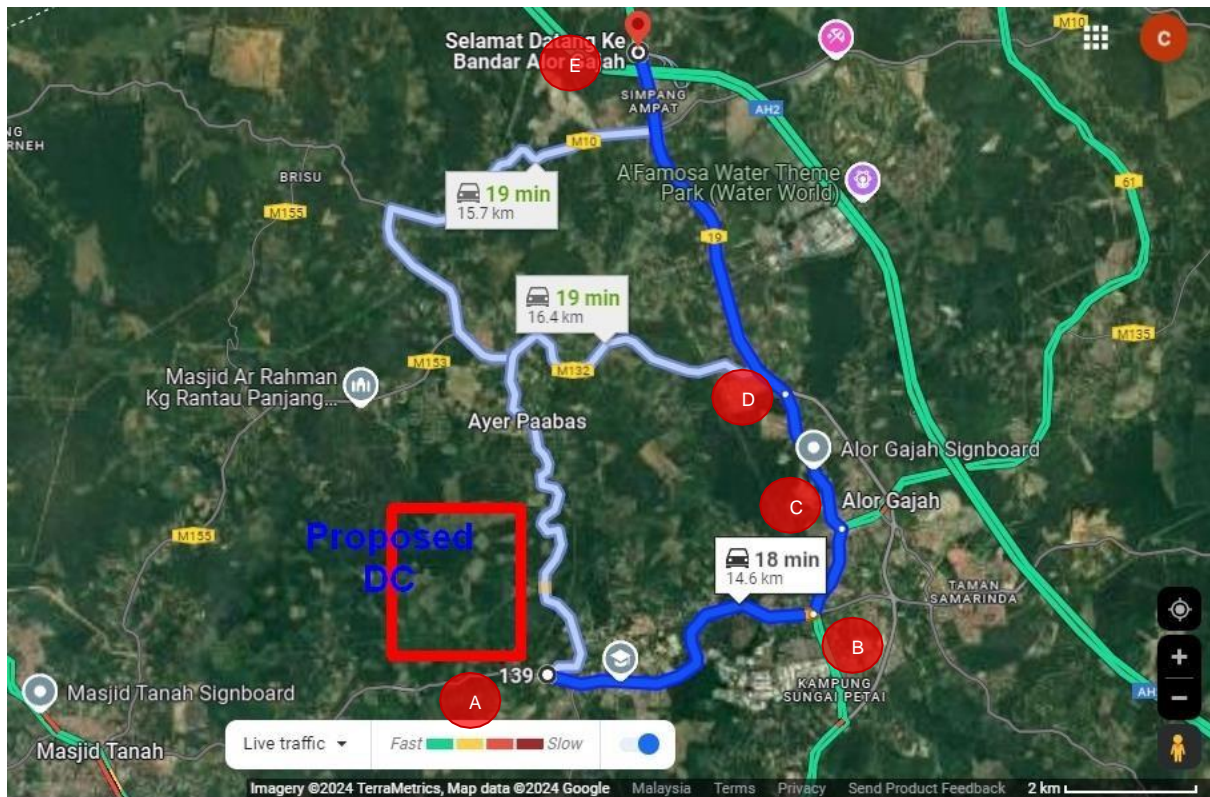 M10
C
Selamat Datang Ke
Bandar Alor Gajah
E
SIMPANG
AMPAT
AH2
NG
RNEH
M10
BRISU
A'Famosa Water Theme
Park (Water World)
61
19 min
15.7 km
M155
19
19 min
16.4 km
M135
M153
M132
Masjid Ar Rahman
Kg Rantau Panjang...
D
Ayer Paabas
Alor Gajah Signboard
C
Alor Gajah
M155
Proposed
DC
18 min
14.6 km
TAMAN
SAMARINDA
B
139
KAMPUNG
SUNGAI PETAI
A
Masjid Tanah Signboard
AH
Masjid Tanah
Live traffic
Fast
Slow
Imagery ©2024 TerraMetrics, Map data ©2024 Google Malaysia Terms Privacy Send Product Feedback 2 km